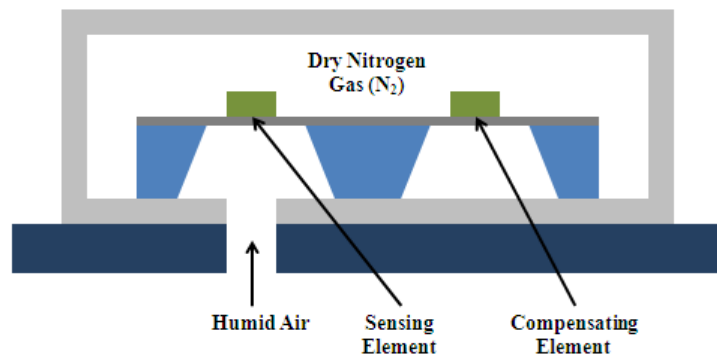 Dry Nitrogen
Gas (N₂)
Humid Air
Sensing
Element
Compensating
Element